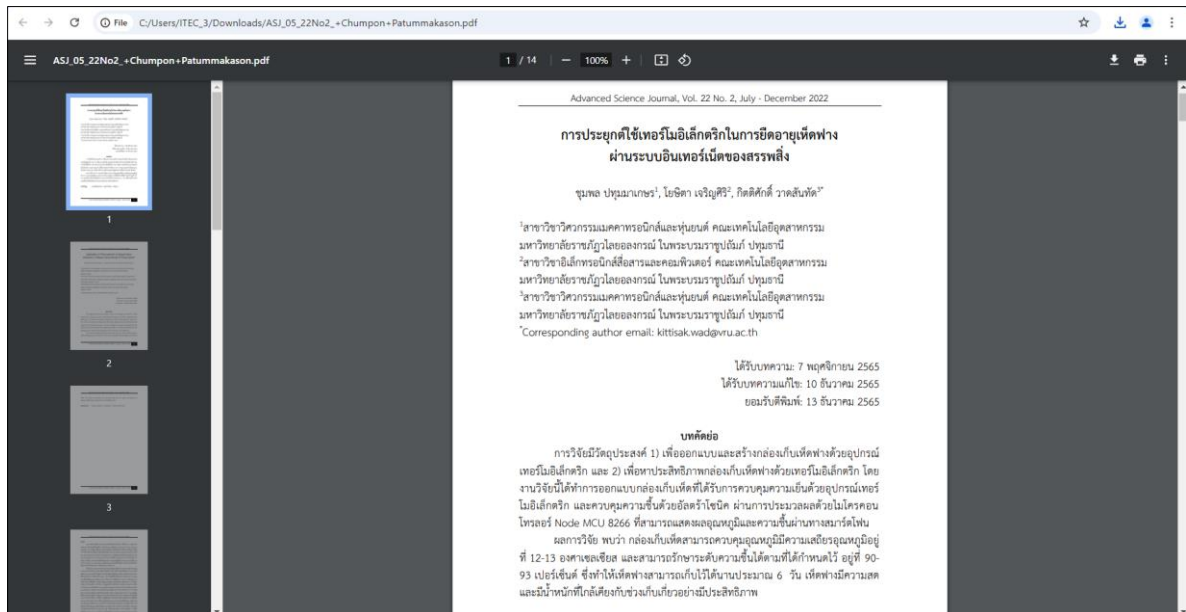 File
C:/Users/ITEC_3/Downloads/ASJ_05_22No2_+Chumpon+Patummakason.pdf
ASJ_05_22No2_+Chumpon+Patummakason.pdf
1 / 14
100%
1
2
3
Advanced Science Journal, Vol. 22 No. 2, July - December 2022
การประยุกต์ใช้เทอร์โมอิเล็กตริกในการยืดอายุเห็ดฟาง
ผ่านระบบอินเทอร์เน็ตของสรรพสิ่ง
ชุมพล ปทุมมาเกษร1, โยษิตา เจริญศิริ2, กิตติศักดิ์ วาดสันทัด3*
1สาขาวิชาวิศวกรรมเมคคาทรอนิกส์และหุ่นยนต์ คณะเทคโนโลยีอุตสาหกรรม
มหาวิทยาลัยราชภัฏวไลยอลงกรณ์ ในพระบรมราชูปถัมภ์ ปทุมธานี
2สาขาวิชาอิเล็กทรอนิกส์สื่อสารและคอมพิวเตอร์ คณะเทคโนโลยีอุตสาหกรรม
มหาวิทยาลัยราชภัฏวไลยอลงกรณ์ ในพระบรมราชูปถัมภ์ ปทุมธานี
3สาขาวิชาวิศวกรรมเมคคาทรอนิกส์และหุ่นยนต์ คณะเทคโนโลยีอุตสาหกรรม
มหาวิทยาลัยราชภัฏวไลยอลงกรณ์ ในพระบรมราชูปถัมภ์ ปทุมธานี
*Corresponding author email: kittisak.wad@vru.ac.th
ได้รับบทความ: 7 พฤศจิกายน 2565
ได้รับบทความแก้ไข: 10 ธันวาคม 2565
ยอมรับตีพิมพ์: 13 ธันวาคม 2565
บทคัดย่อ
การวิจัยมีวัตถุประสงค์ 1) เพื่อออกแบบและสร้างกล่องเก็บเห็ดฟางด้วยอุปกรณ์
เทอร์โมอิเล็กตริก และ 2) เพื่อหาประสิทธิภาพกล่องเก็บเห็ดฟางด้วยเทอร์โมอิเล็กตริก โดย
งานวิจัยนี้ได้ทำการออกแบบกล่องเก็บเห็ดที่ได้รับการควบคุมความเย็นด้วยอุปกรณ์เทอร์
โมอิเล็กตริก และควบคุมความชื้นด้วยอัลตร้าโซนิค ผ่านการประมวลผลด้วยไมโครคอน
โทรลอร์ Node MCU 8266 ที่สามารถแสดงผลอุณหภูมิและความชื้นผ่านทางสมาร์ตโฟน
ผลการวิจัย พบว่า กล่องเก็บเห็ดสามารถควบคุมอุณหภูมิมีความเสถียรอุณหภูมิอยู่
ที่ 12-13 องศาเซลเซียส และสามารถรักษาระดับความชื้นได้ตามที่ได้กำหนดไว้ อยู่ที่ 90-
93 เปอร์เซ็นต์ ซึ่งทำให้เห็ดฟางสามารถเก็บไว้ได้นานประมาณ 6 วัน เห็ดฟางมีความสด
และมีน้ำหนักที่ใกล้เคียงกับช่วงเก็บเกี่ยวอย่างมีประสิทธิภาพ